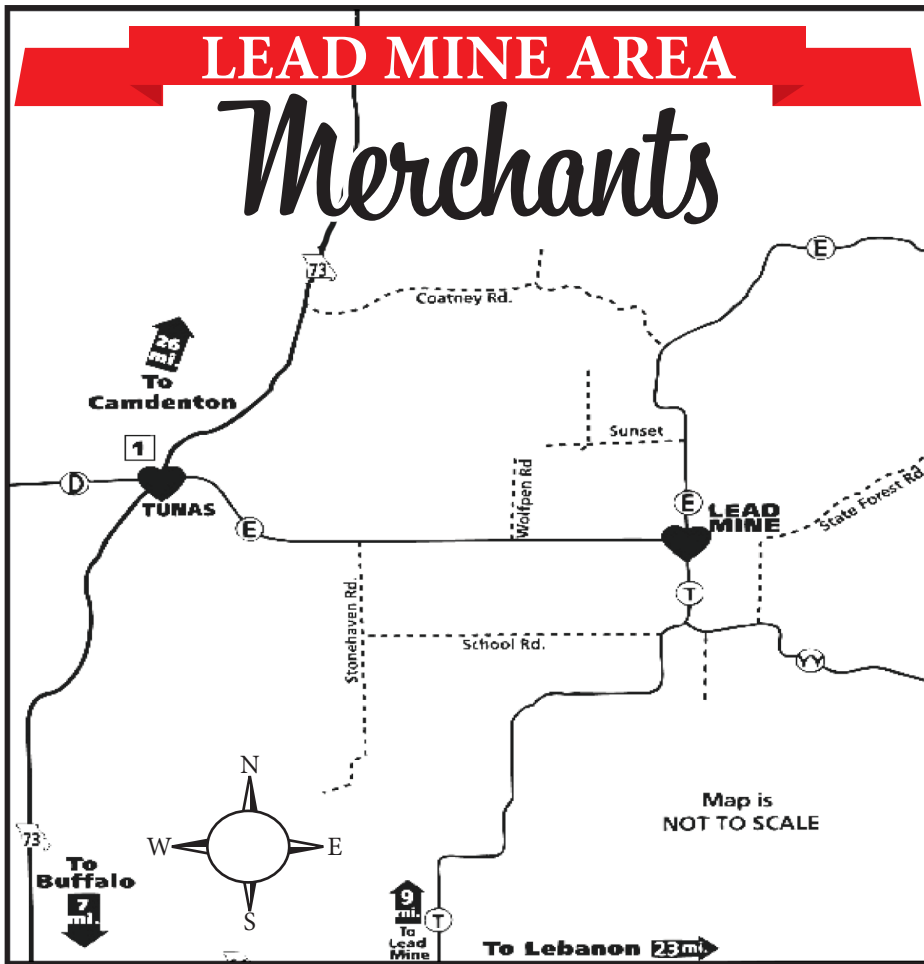 LEAD MINE AREA
Merchants
E
73
Coatney Rd.
26
mi.
To
Camdenton
Sunset
1
Wolfpen Rd
State Forest Rd
D
TUNAS
E
E
LEAD
MINE
T
Stonehaven Rd.
School Rd.
YY
N
W
E
S
Map is
NOT TO SCALE
73
To
Buffalo
7
mi.
9
mi.
To
Lead
Mine
T
To Lebanon 23 mi.